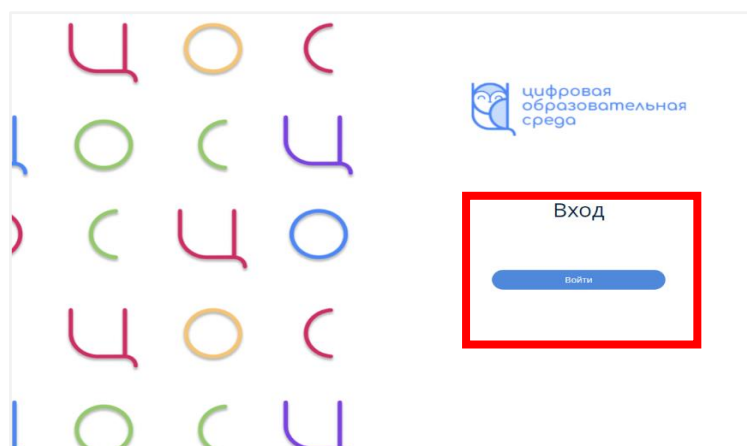 Ц О С
Ц О С Ц
С Ц О
Ц О С
О С Ц
цифровая
образовательная
среда
Вход
Войти